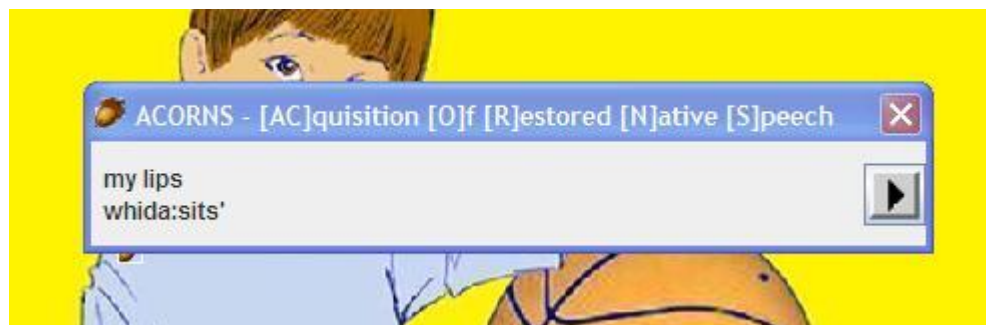 ACORNS - [AC]quisition [O]f [R]estored [N]ative [S]peech
my lips
whida:sits'